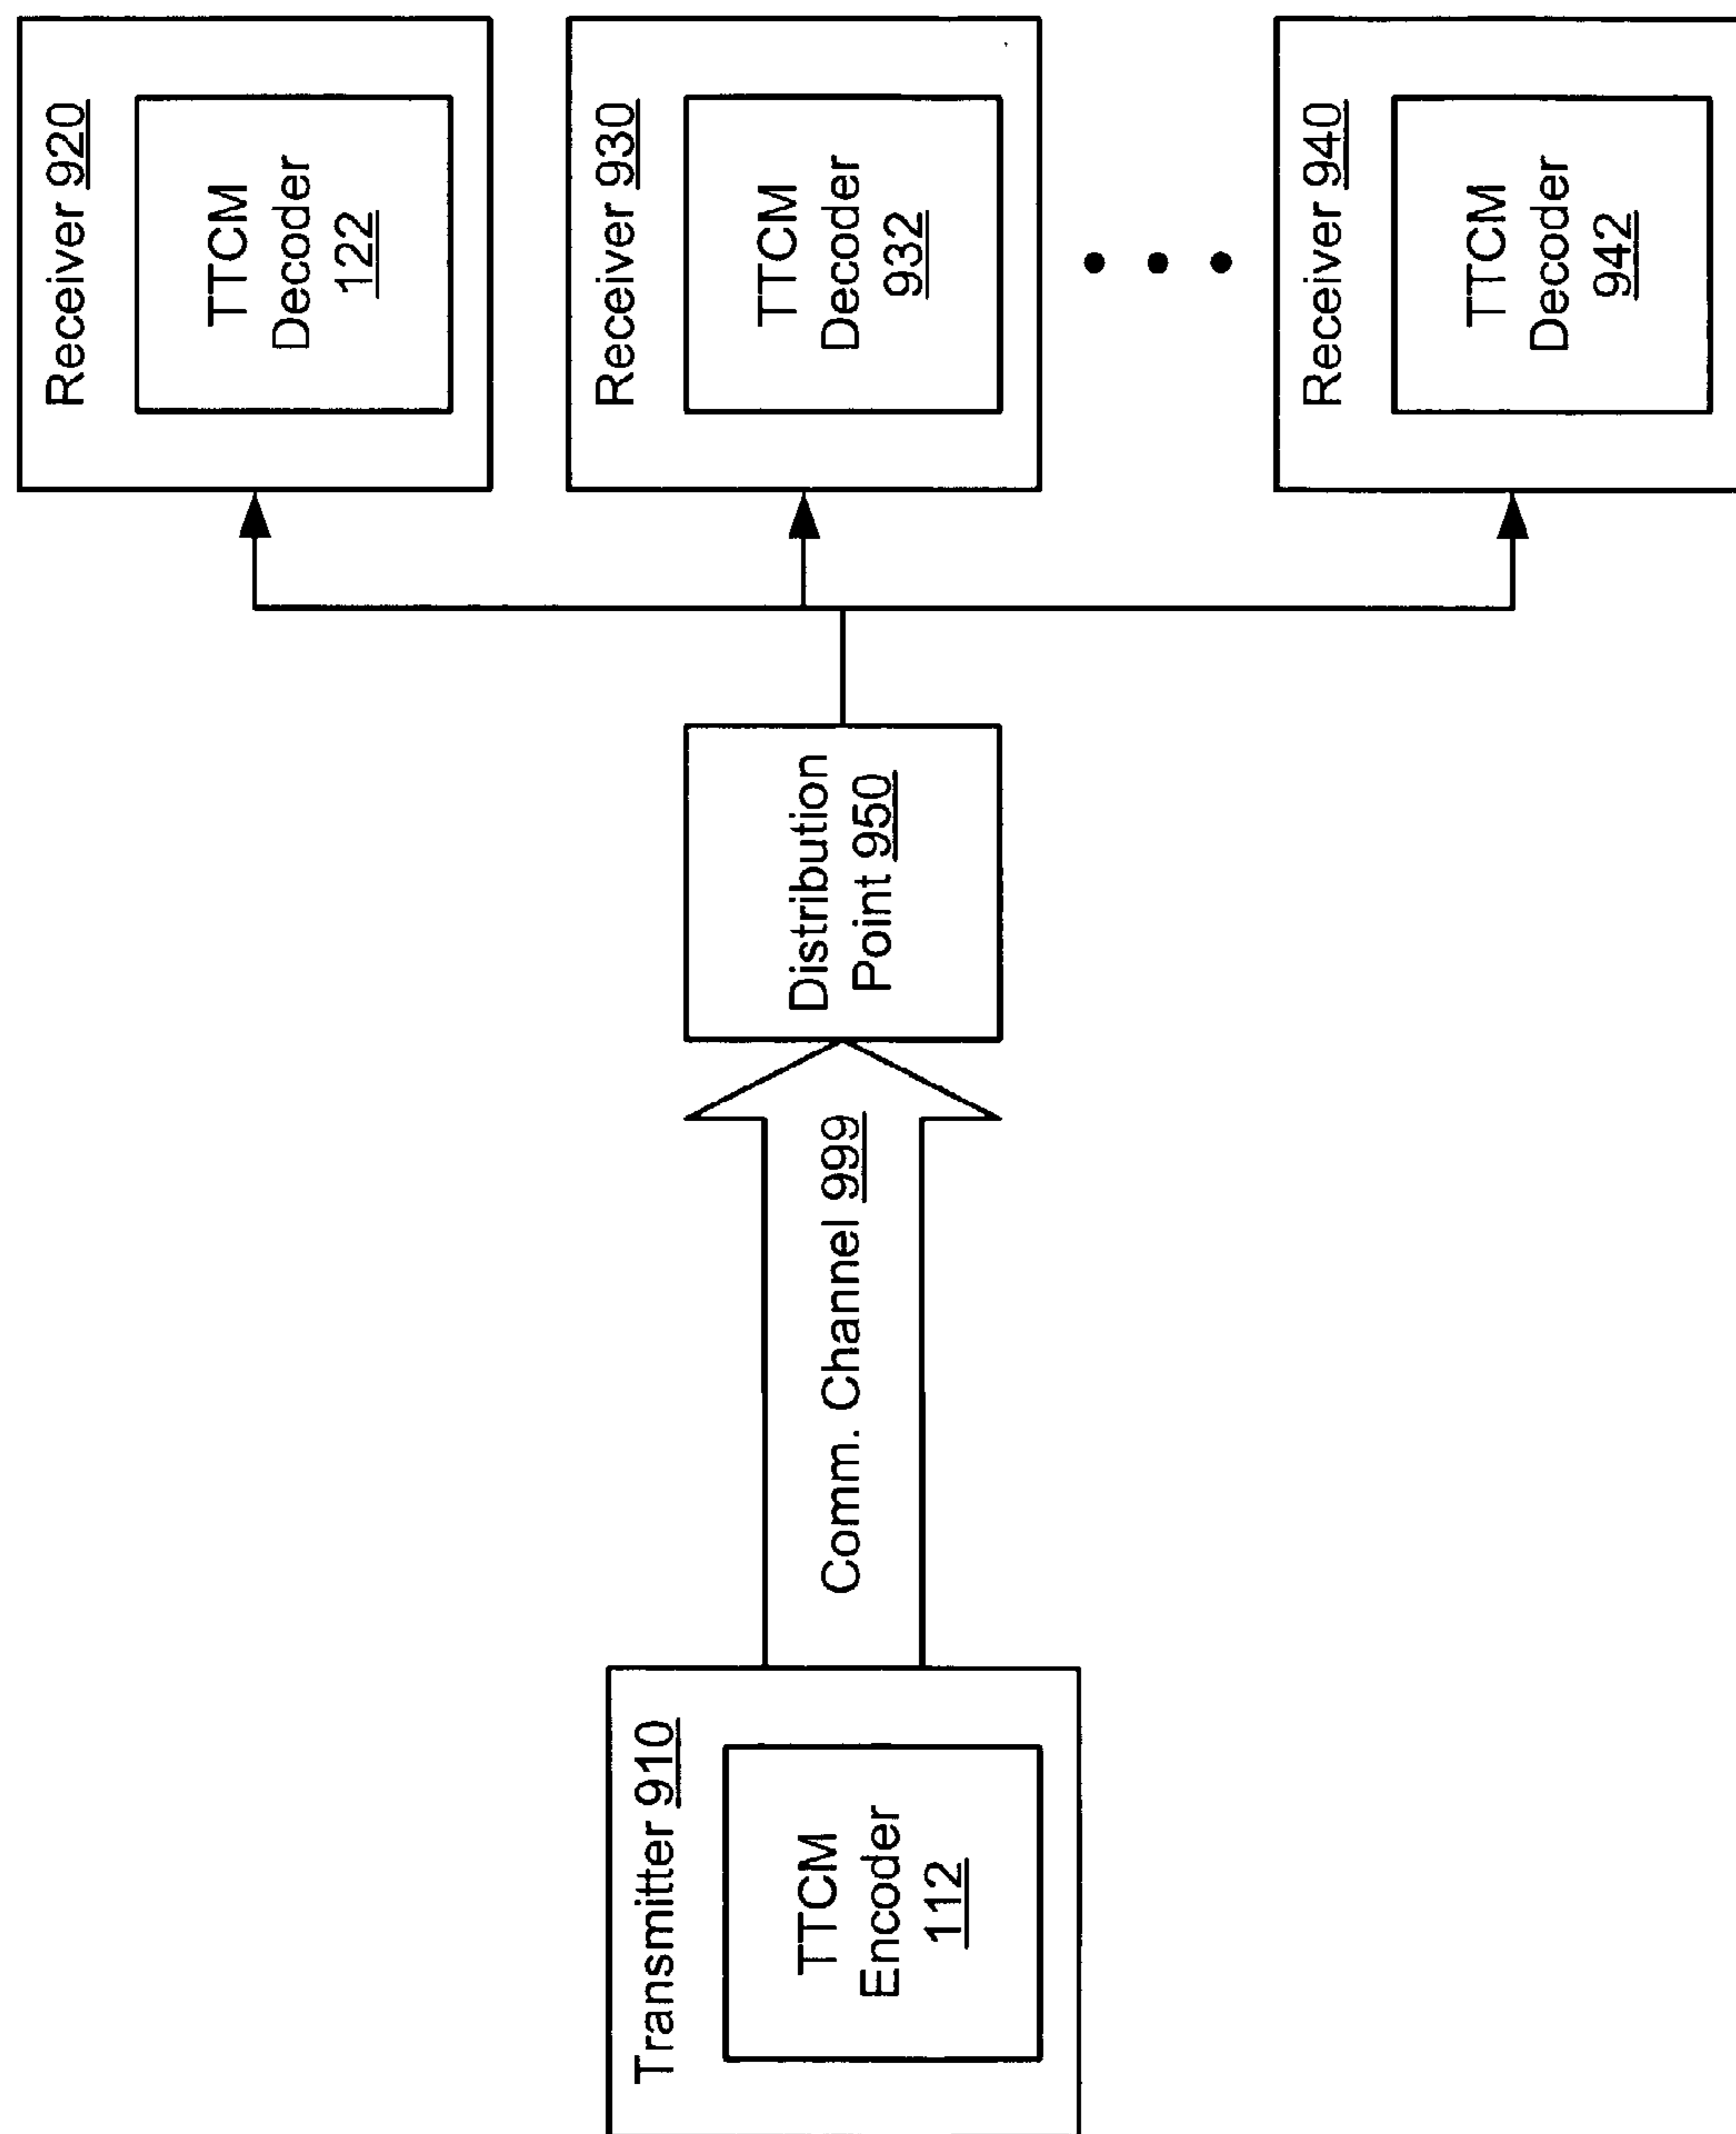 Transmitter 910
TTCM
Encoder
112
Comm. Channel 999
Distribution
Point 950
Receiver 920
TTCM
Decoder
122
Receiver 930
TTCM
Decoder
932
Receiver 940
TTCM
Decoder
942